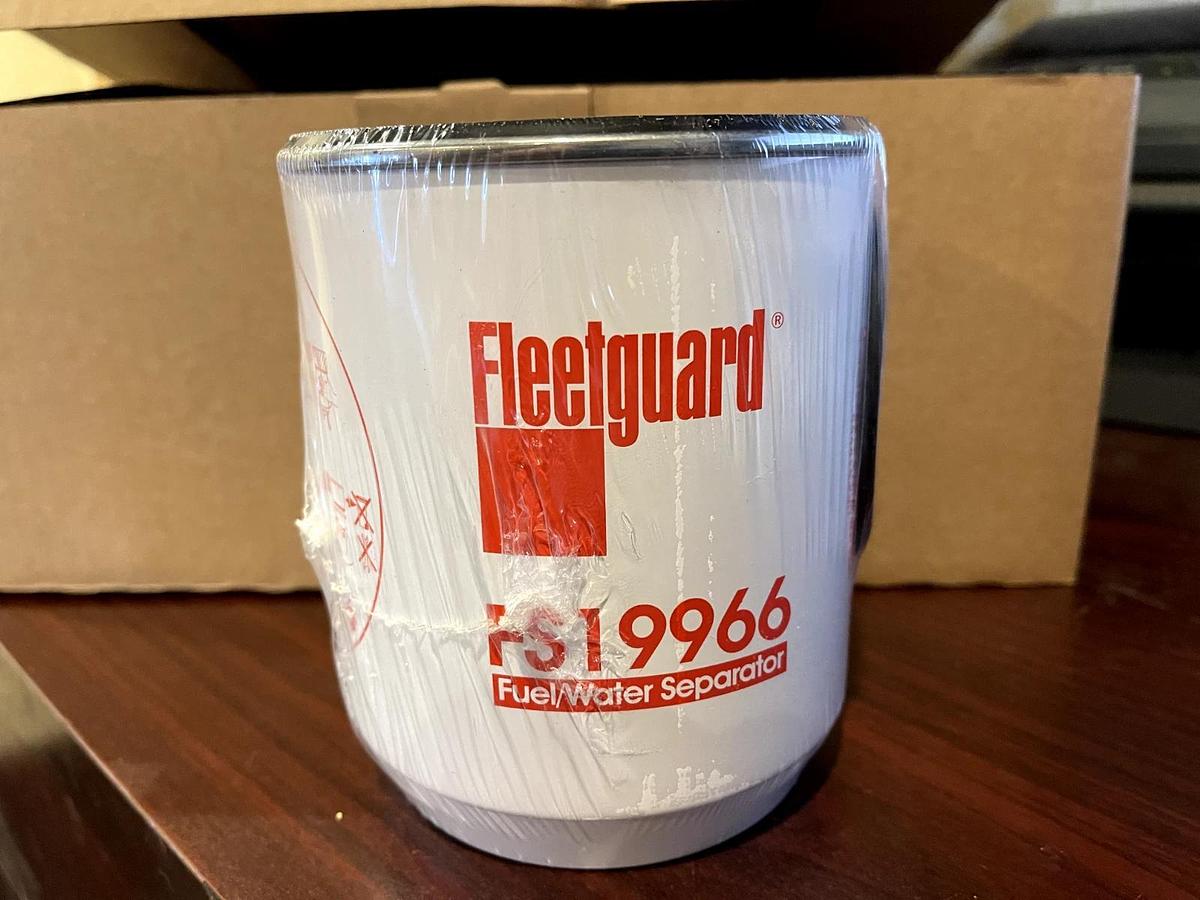 Fleetguard®
FS19966
Fuel/Water Separator